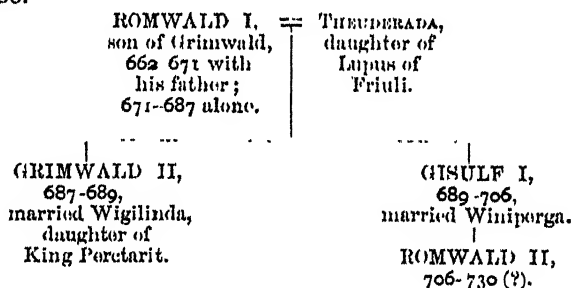 ROMWALD I, = THEUDERADA,
son of Grimwald, daughter of
662 671 with Lupus of
his father; Friuli.
671-687 alone.
GRIMWALD II, GISULF I,
687-689, 689-706,
married Wigilinda, married Winiperga.
daughter of
King Perctarit. ROMWALD II,
706-730 (?).